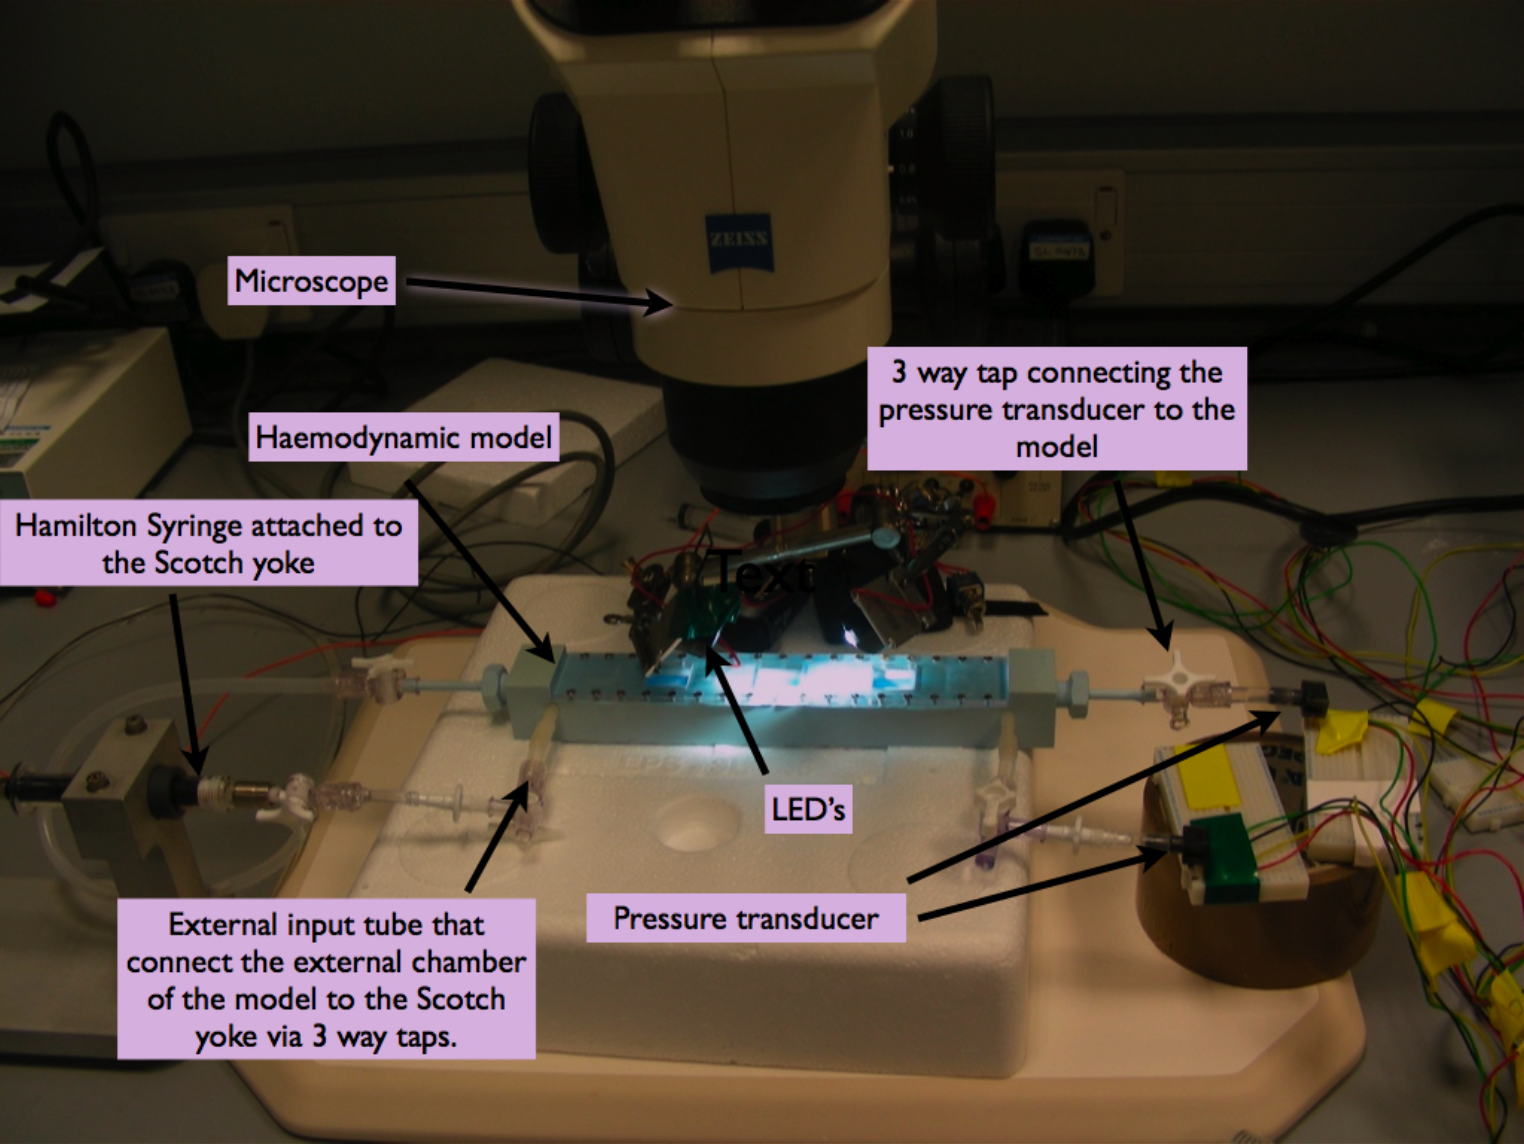 ZEISS
Microscope
3 way tap connecting the
pressure transducer to the
model
Haemodynamic model
Hamilton Syringe attached to
the Scotch yoke
Text
LED's
Pressure transducer
External input tube that
connect the external chamber
of the model to the Scotch
yoke via 3 way taps.